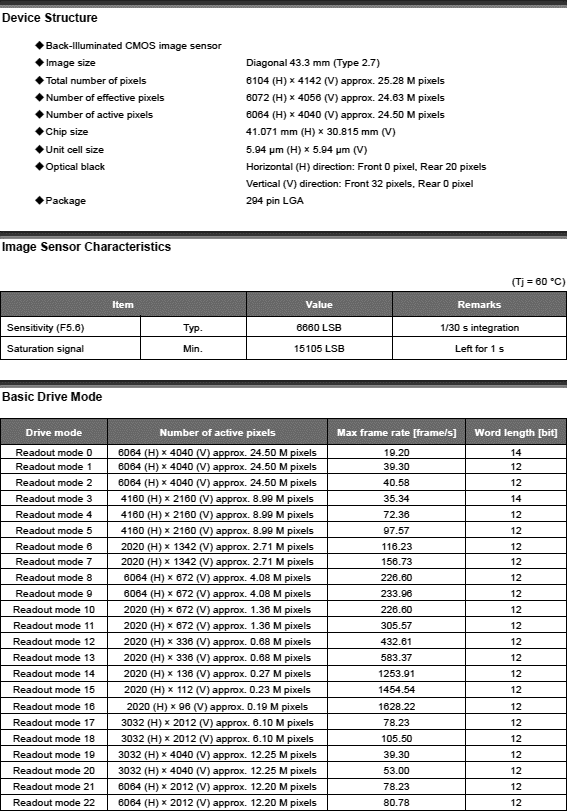 Device Structure
◆Back-Illuminated CMOS image sensor
◆Image size Diagonal 43.3 mm (Type 2.7)
◆Total number of pixels 6104 (H) × 4142 (V) approx. 25.28 M pixels
◆Number of effective pixels 6072 (H) × 4056 (V) approx. 24.63 M pixels
◆Number of active pixels 6064 (H) × 4040 (V) approx. 24.50 M pixels
◆Chip size 41.071 mm (H) × 30.815 mm (V)
◆Unit cell size 5.94 µm (H) × 5.94 µm (V)
◆Optical black Horizontal (H) direction: Front 0 pixel, Rear 20 pixels
Vertical (V) direction: Front 32 pixels, Rear 0 pixel
◆Package 294 pin LGA
Image Sensor Characteristics
(Tj = 60 °C)
Item Value Remarks
Sensitivity (F5.6) Typ. 6660 LSB 1/30 s integration
Saturation signal Min. 15105 LSB Left for 1 s
Basic Drive Mode
Drive mode Number of active pixels Max frame rate [frame/s] Word length [bit]
Readout mode 0 6064 (H) × 4040 (V) approx. 24.50 M pixels 19.20 14
Readout mode 1 6064 (H) × 4040 (V) approx. 24.50 M pixels 39.30 12
Readout mode 2 6064 (H) × 4040 (V) approx. 24.50 M pixels 40.58 12
Readout mode 3 4160 (H) × 2160 (V) approx. 8.99 M pixels 35.34 14
Readout mode 4 4160 (H) × 2160 (V) approx. 8.99 M pixels 72.36 12
Readout mode 5 4160 (H) × 2160 (V) approx. 8.99 M pixels 97.57 12
Readout mode 6 2020 (H) × 1342 (V) approx. 2.71 M pixels 116.23 12
Readout mode 7 2020 (H) × 1342 (V) approx. 2.71 M pixels 156.73 12
Readout mode 8 6064 (H) × 672 (V) approx. 4.08 M pixels 226.60 12
Readout mode 9 6064 (H) × 672 (V) approx. 4.08 M pixels 233.96 12
Readout mode 10 2020 (H) × 672 (V) approx. 1.36 M pixels 226.60 12
Readout mode 11 2020 (H) × 672 (V) approx. 1.36 M pixels 305.57 12
Readout mode 12 2020 (H) × 336 (V) approx. 0.68 M pixels 432.61 12
Readout mode 13 2020 (H) × 336 (V) approx. 0.68 M pixels 583.37 12
Readout mode 14 2020 (H) × 136 (V) approx. 0.27 M pixels 1253.91 12
Readout mode 15 2020 (H) × 112 (V) approx. 0.23 M pixels 1454.54 12
Readout mode 16 2020 (H) × 96 (V) approx. 0.19 M pixels 1628.22 12
Readout mode 17 3032 (H) × 2012 (V) approx. 6.10 M pixels 78.23 12
Readout mode 18 3032 (H) × 2012 (V) approx. 6.10 M pixels 105.50 12
Readout mode 19 3032 (H) × 4040 (V) approx. 12.25 M pixels 39.30 12
Readout mode 20 3032 (H) × 4040 (V) approx. 12.25 M pixels 53.00 12
Readout mode 21 6064 (H) × 2012 (V) approx. 12.20 M pixels 78.23 12
Readout mode 22 6064 (H) × 2012 (V) approx. 12.20 M pixels 80.78 12